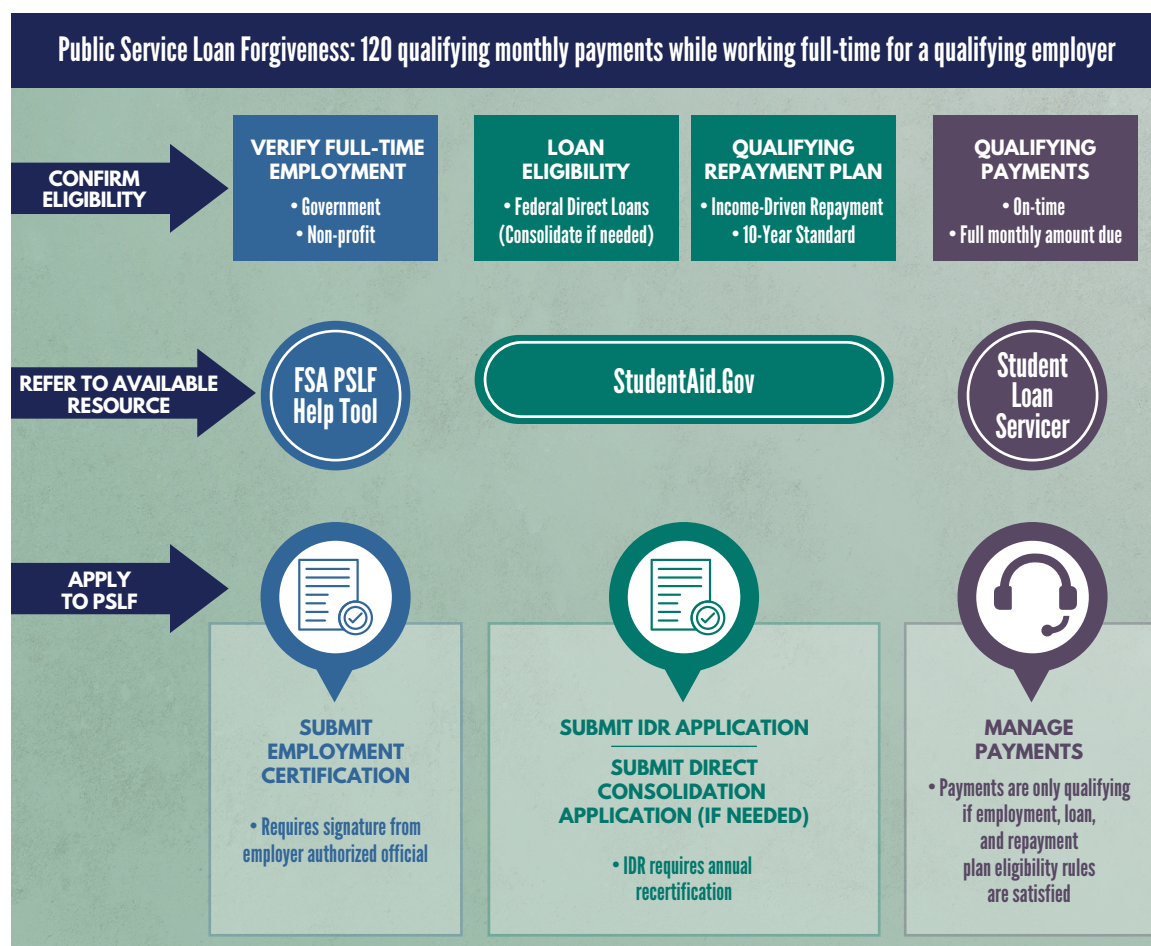 Public Service Loan Forgiveness: 120 qualifying monthly payments while working full-time for a qualifying employer
CONFIRM
ELIGIBILITY
VERIFY FULL-TIME
EMPLOYMENT
• Government
• Non-profit
LOAN
ELIGIBILITY
• Federal Direct Loans
(Consolidate if needed)
QUALIFYING
REPAYMENT PLAN
• Income-Driven Repayment
• 10-Year Standard
QUALIFYING
PAYMENTS
• On-time
• Full monthly amount due
REFER TO AVAILABLE
RESOURCE
FSA PSLF
Help Tool
StudentAid.Gov
Student
Loan
Servicer
APPLY
TO PSLF
SUBMIT
EMPLOYMENT
CERTIFICATION
• Requires signature from
employer authorized official
SUBMIT IDR APPLICATION
SUBMIT DIRECT
CONSOLIDATION
APPLICATION (IF NEEDED)
• IDR requires annual
recertification
MANAGE
PAYMENTS
• Payments are only qualifying
if employment, loan,
and repayment
plan eligibility rules
are satisfied